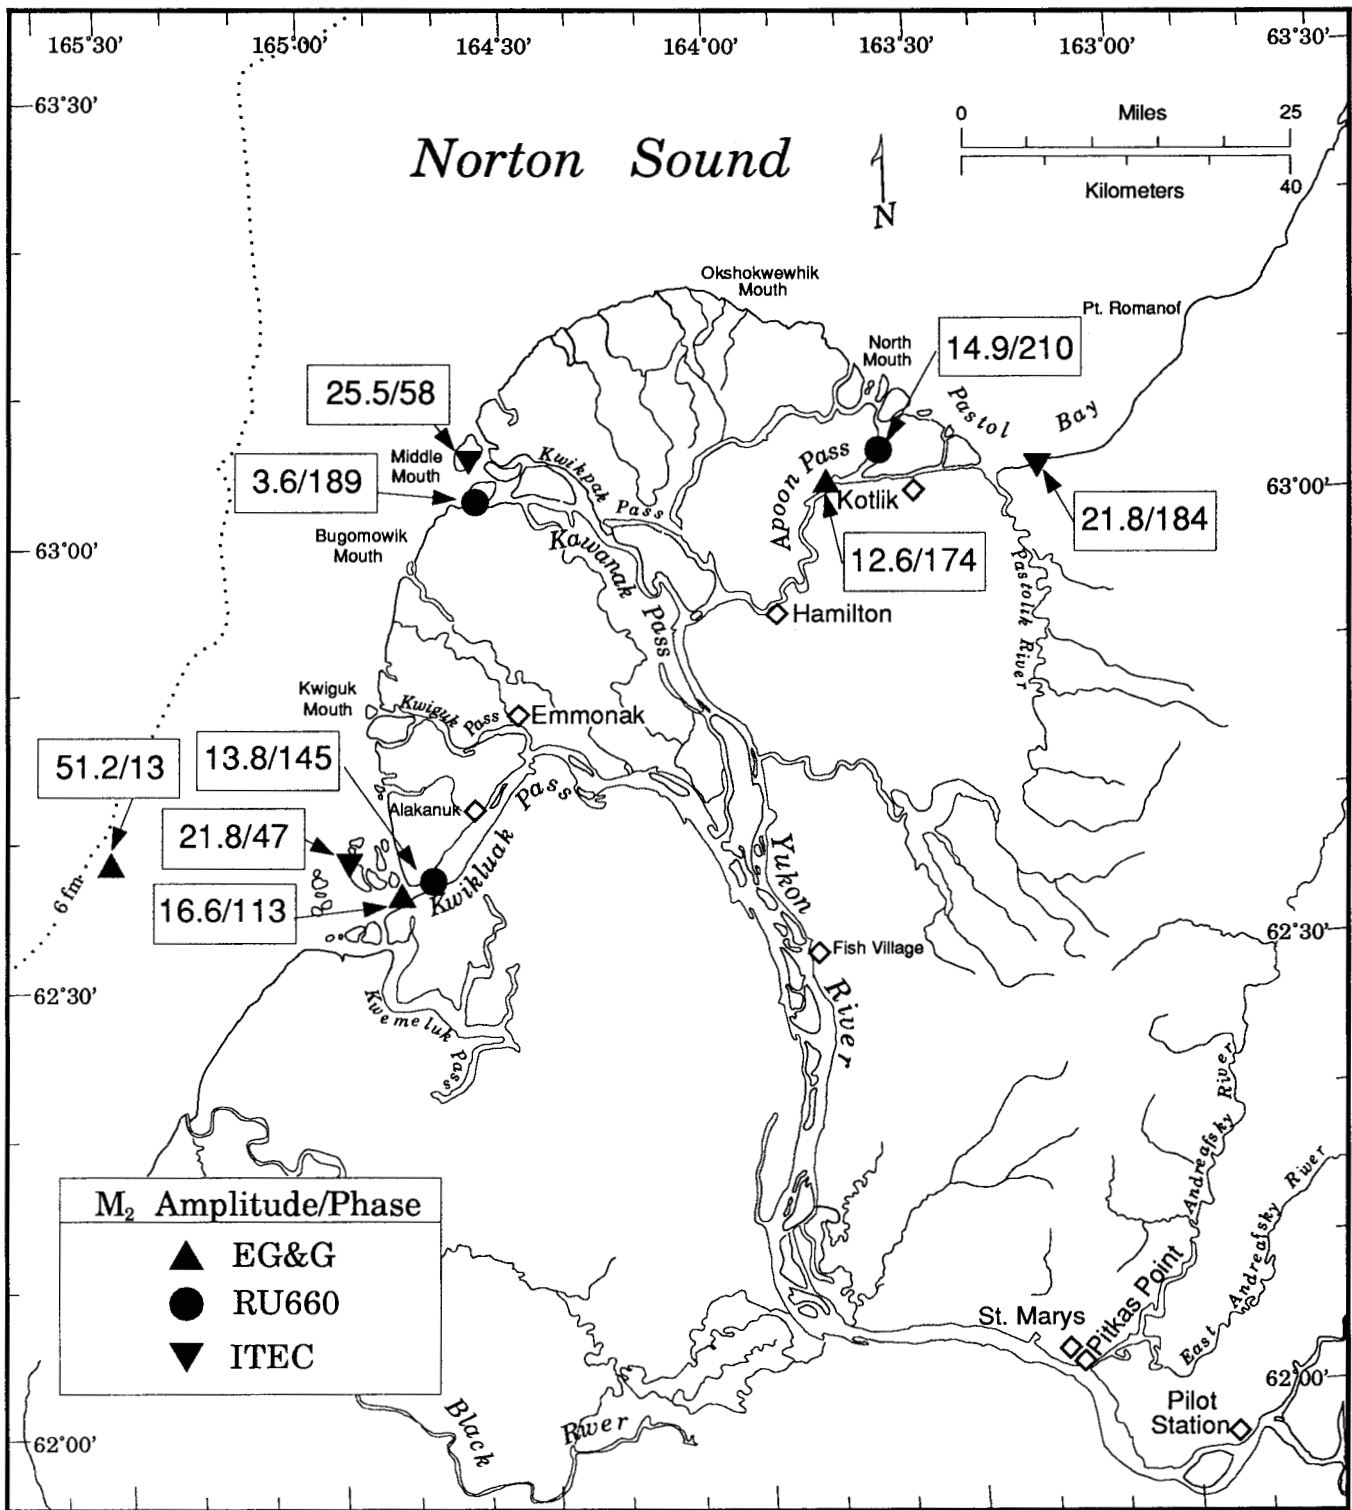 165°30'
165°00'
164°30'
164°00'
163°30'
163°00'
63°30'
63°30'
0 Miles 25
Kilometers 40
Norton Sound
N
Okshokwewhik
Mouth
Pt. Romanof
North
Mouth
14.9/210
25.5/58
Pastol Bay
Middle
Mouth
3.6/189
Kwikpak Pass
Apoon Pass
Kotlik
63°00'
21.8/184
12.6/174
Bugomowik
Mouth
63°00'
Kawanak Pass
Pastolik River
Hamilton
Kwiguk
Mouth
Kwiguk Pass
Emmonak
51.2/13
13.8/145
Alakanuk
21.8/47
Kwikluak Pass
6 fm
16.6/113
Yukon River
Fish Village
62°30'
62°30'
Kwemeluk Pass
Andreafsky River
East Andreafsky River
M₂ Amplitude/Phase
EG&G
RU660
ITEC
St. Marys
Pitkas Point
62°00'
Pilot
Station
62°00'
Black River